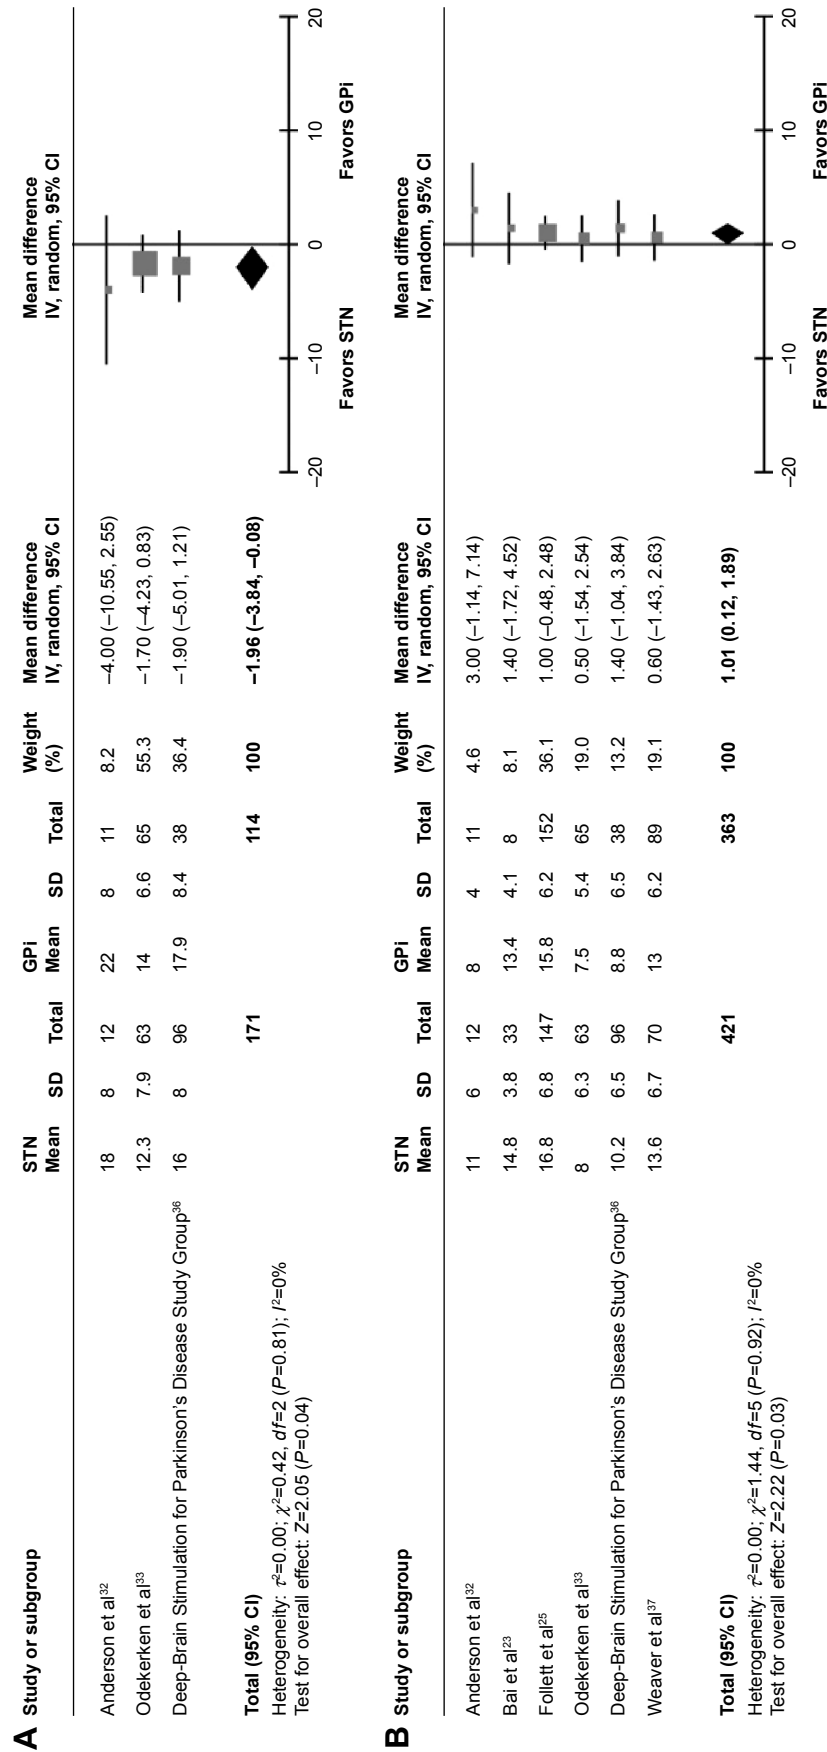 A Study or subgroup STN Mean SD Total GPi Mean SD Total Weight (%) Mean difference IV, random, 95% CI Mean difference IV, random, 95% CI
Anderson et al32 18 8 12 22 8 11 8.2 –4.00 (–10.55, 2.55)
Odekerken et al33 12.3 7.9 63 14 6.6 65 55.3 –1.70 (–4.23, 0.83)
Deep-Brain Stimulation for Parkinson's Disease Study Group36 16 8 96 17.9 8.4 38 36.4 –1.90 (–5.01, 1.21)
Total (95% CI) 171 114 100 –1.96 (–3.84, –0.08)
Heterogeneity: τ2=0.00; χ2=0.42, df=2 (P=0.81); I2=0%
Test for overall effect: Z=2.05 (P=0.04)
–20 –10 0 10 20
Favors STN Favors GPi
B Study or subgroup STN Mean SD Total GPi Mean SD Total Weight (%) Mean difference IV, random, 95% CI Mean difference IV, random, 95% CI
Anderson et al32 11 6 12 8 4 11 4.6 3.00 (–1.14, 7.14)
Bai et al23 14.8 3.8 33 13.4 4.1 8 8.1 1.40 (–1.72, 4.52)
Follett et al25 16.8 6.8 147 15.8 6.2 152 36.1 1.00 (–0.48, 2.48)
Odekerken et al33 8 6.3 63 7.5 5.4 65 19.0 0.50 (–1.54, 2.54)
Deep-Brain Stimulation for Parkinson's Disease Study Group36 10.2 6.5 96 8.8 6.5 38 13.2 1.40 (–1.04, 3.84)
Weaver et al37 13.6 6.7 70 13 6.2 89 19.1 0.60 (–1.43, 2.63)
Total (95% CI) 421 363 100 1.01 (0.12, 1.89)
Heterogeneity: τ2=0.00; χ2=1.44, df=5 (P=0.92); I2=0%
Test for overall effect: Z=2.22 (P=0.03)
–20 –10 0 10 20
Favors STN Favors GPi